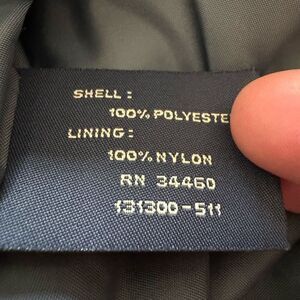 SHELL:
100% POLYESTE
LINING:
100% NYLON
RN 34460
131300-511